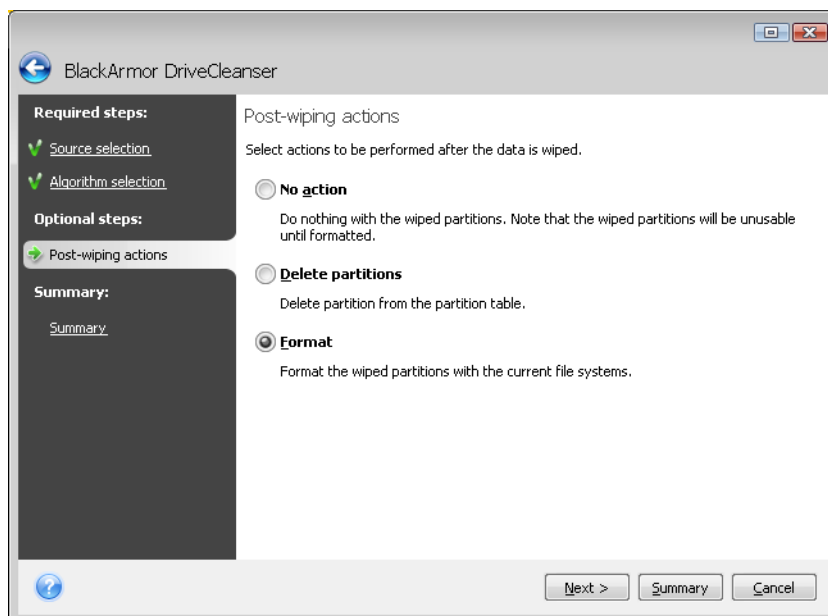 BlackArmor DriveCleanser
Required steps:
Source selection
Algorithm selection
Optional steps:
Post-wiping actions
Summary:
Summary
Post-wiping actions
Select actions to be performed after the data is wiped.
No action
Do nothing with the wiped partitions. Note that the wiped partitions will be unusable
until formatted.
Delete partitions
Delete partition from the partition table.
Format
Format the wiped partitions with the current file systems.
?
Next >
Summary
Cancel